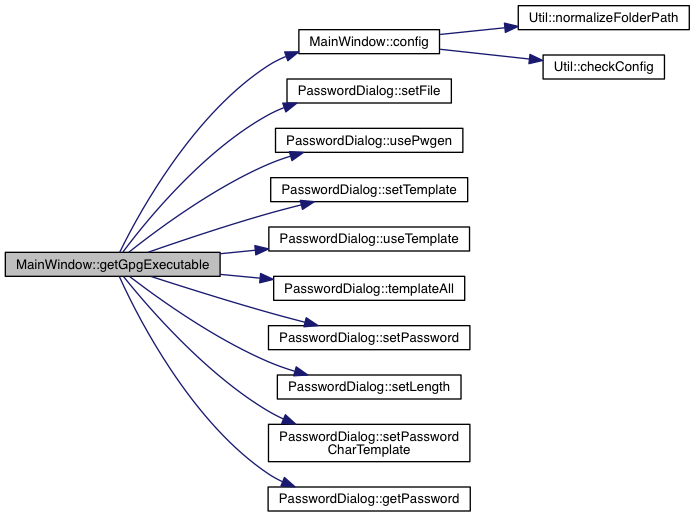 Util::normalizeFolderPath
MainWindow::config
Util::checkConfig
PasswordDialog::setFile
PasswordDialog::usePwgen
PasswordDialog::setTemplate
PasswordDialog::useTemplate
MainWindow::getGpgExecutable
PasswordDialog::templateAll
PasswordDialog::setPassword
PasswordDialog::setLength
PasswordDialog::setPassword
CharTemplate
PasswordDialog::getPassword